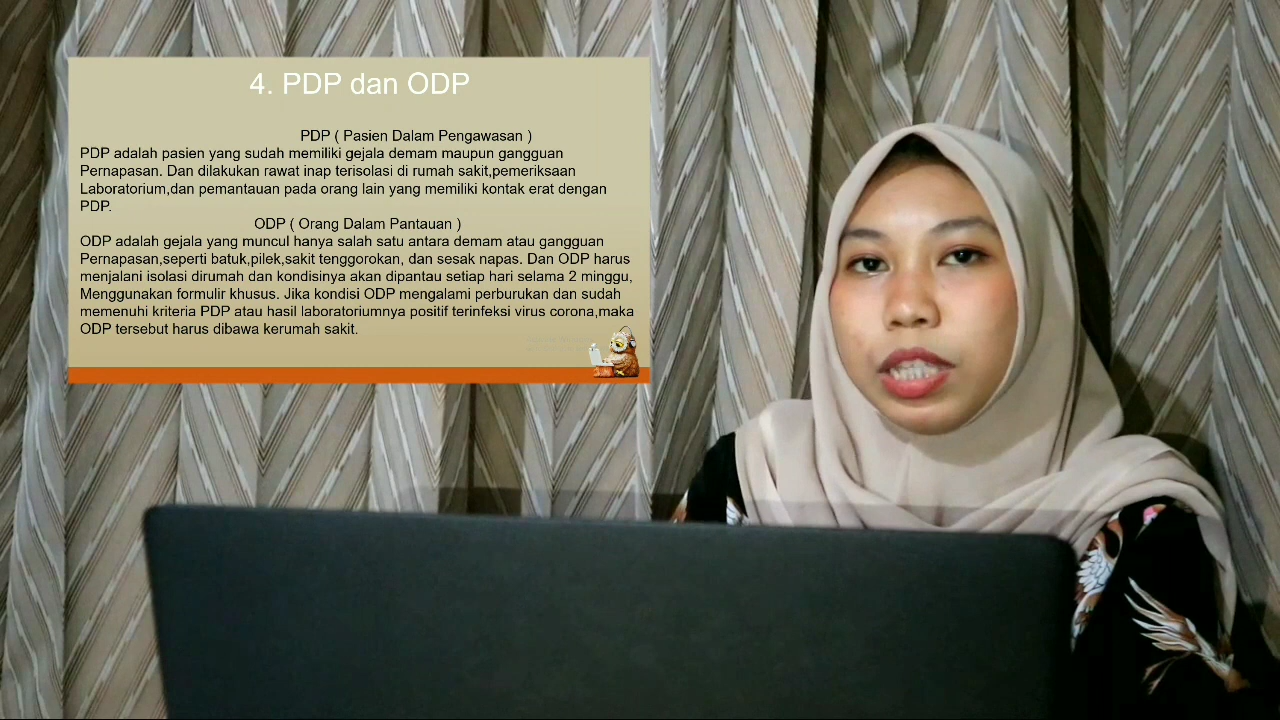 4. PDP dan ODP
PDP ( Pasien Dalam Pengawasan )
PDP adalah pasien yang sudah memiliki gejala demam maupun gangguan
Pernapasan. Dan dilakukan rawat inap terisolasi di rumah sakit,pemeriksaan
Laboratorium,dan pemantauan pada orang lain yang memiliki kontak erat dengan
PDP.
ODP ( Orang Dalam Pantauan )
ODP adalah gejala yang muncul hanya salah satu antara demam atau gangguan
Pernapasan,seperti batuk,pilek,sakit tenggorokan, dan sesak napas. Dan ODP harus
menjalani isolasi dirumah dan kondisinya akan dipantau setiap hari selama 2 minggu,
Menggunakan formulir khusus. Jika kondisi ODP mengalami perburukan dan sudah
memenuhi kriteria PDP atau hasil laboratoriumnya positif terinfeksi virus corona,maka
ODP tersebut harus dibawa kerumah sakit.